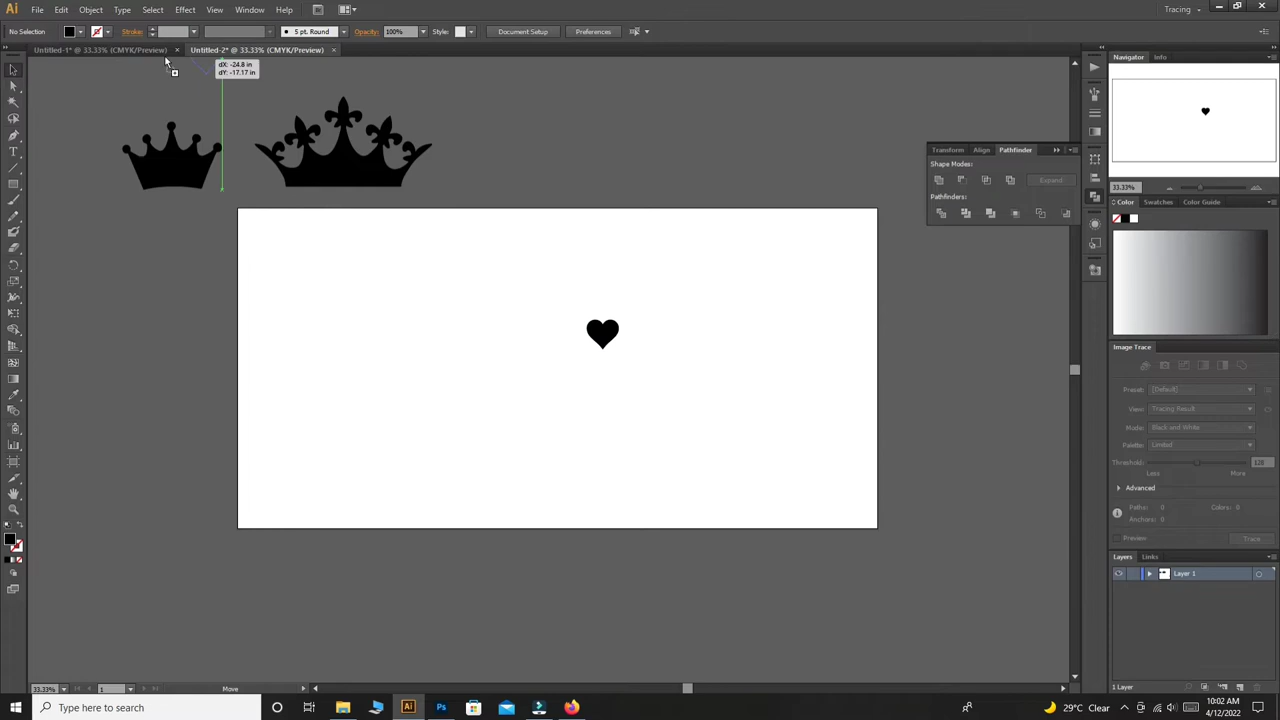 Ai File Edit Object Type Select Effect View Window Help Br Tracing
No Selection Stroke: 5 pt. Round Opacity: 100% Style: Document Setup Preferences
Untitled-1* @ 33.33% (CMYK/Preview) × Untitled-2* @ 33.33% (CMYK/Preview) ×
dX: -24.8 in
dY: -17.17 in
Navigator Info
Transform Align Pathfinder
Shape Modes:
Expand
Pathfinders:
33.33%
Color Swatches Color Guide
Image Trace
Preset: [Default]
View: Tracing Result
Mode: Black and White
Palette: Limited
Threshold: 128
Less More
Advanced
Paths: 0 Colors: 0
Anchors: 0
Preview Trace
Layers Links
Layer 1
1 Layer
33.33% 1 Move
Type here to search
Ai Ps
29°C Clear
10:02 AM
4/12/2022